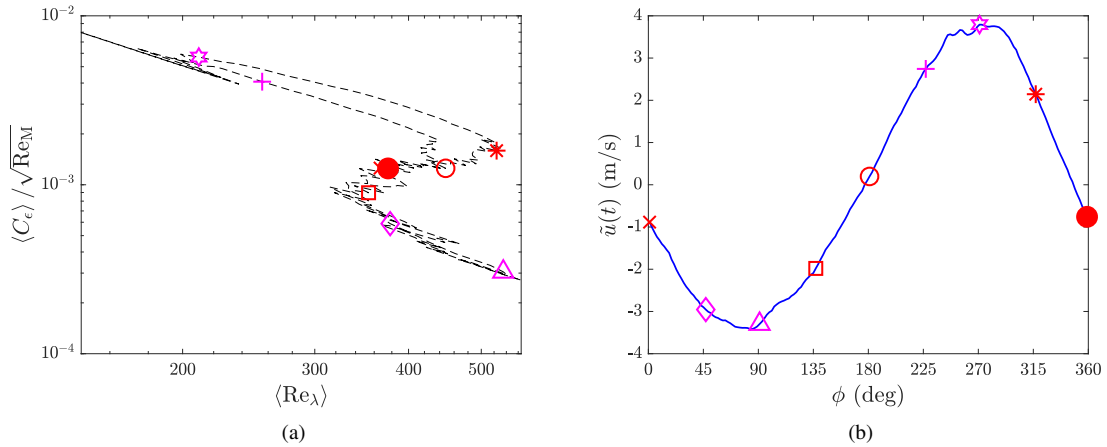 10^{-2}
10^{-3}
10^{-4}
⟨C_ϵ⟩ / √Re_M
200 300 400 500
⟨Re_λ⟩
(a)
4
3
2
1
0
-1
-2
-3
-4
ũ(t) (m/s)
0 45 90 135 180 225 270 315 360
ϕ (deg)
(b)